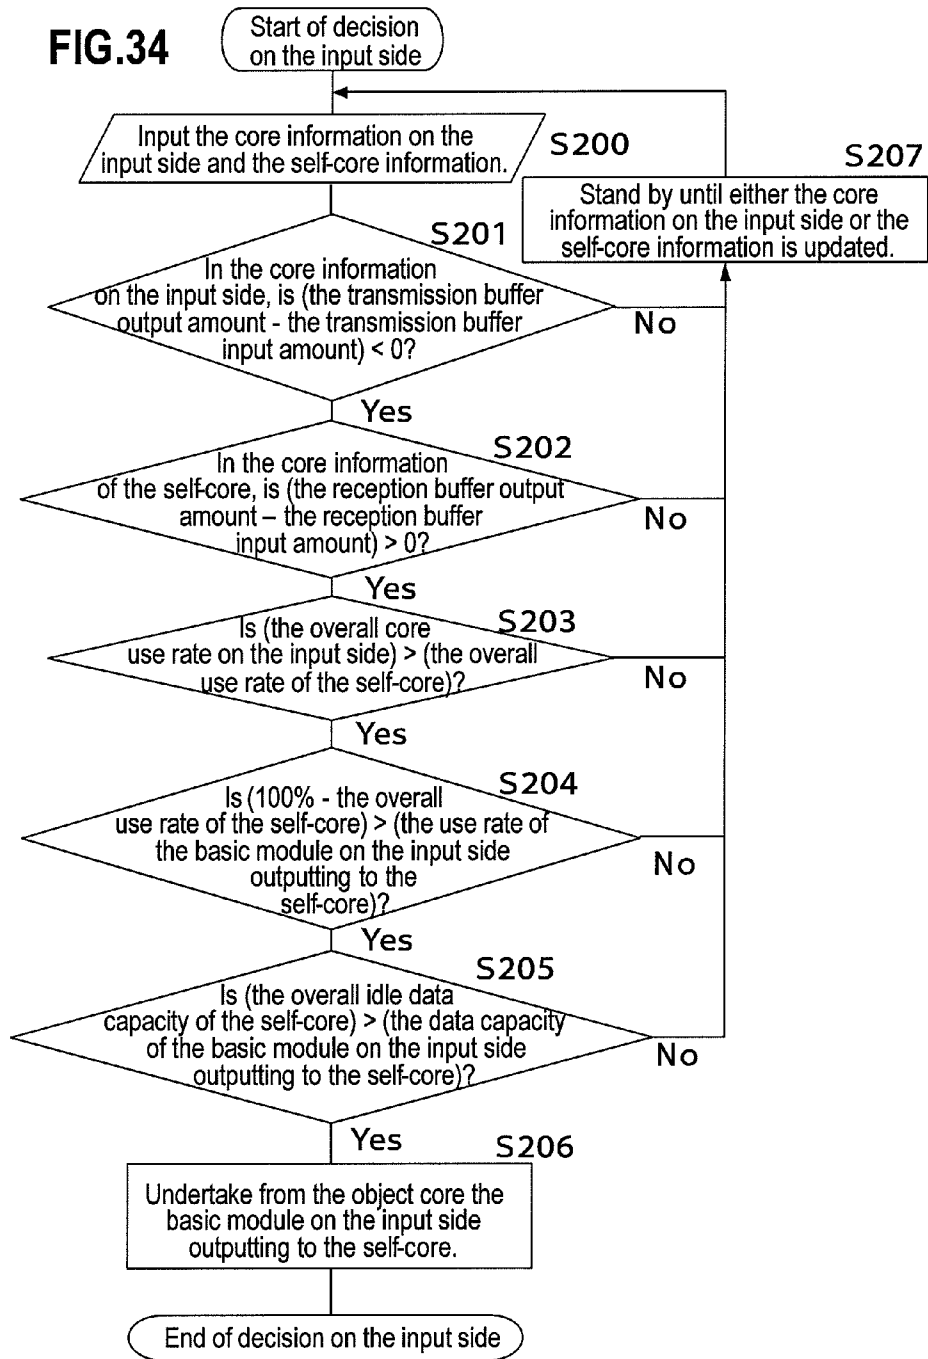 FIG.34
Start of decision
on the input side
Input the core information on the
input side and the self-core information.
S200
S207
Stand by until either the core
information on the input side or the
self-core information is updated.
S201
In the core information
on the input side, is (the transmission buffer
output amount - the transmission buffer
input amount) < 0?
No
Yes
S202
In the core information
of the self-core, is (the reception buffer output
amount – the reception buffer
input amount) > 0?
No
Yes
S203
Is (the overall core
use rate on the input side) > (the overall
use rate of the self-core)?
No
Yes
S204
Is (100% - the overall
use rate of the self-core) > (the use rate of
the basic module on the input side
outputting to the
self-core)?
No
Yes
S205
Is (the overall idle data
capacity of the self-core) > (the data capacity
of the basic module on the input side
outputting to the self-core)?
No
Yes
S206
Undertake from the object core the
basic module on the input side
outputting to the self-core.
End of decision on the input side